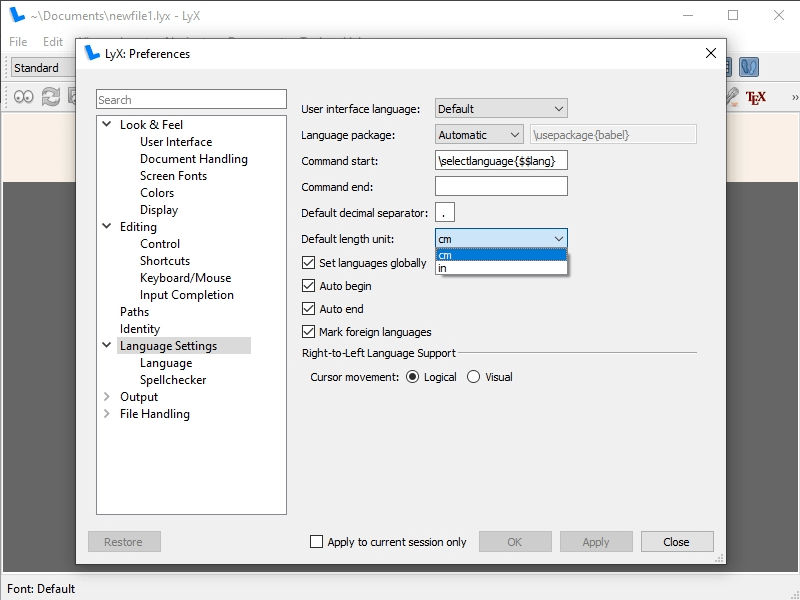 ~\Documents\newfile1.lyx - LyX
File Edit
LyX: Preferences
Standard
TEX
Search
Look & Feel
User Interface
Document Handling
Screen Fonts
Colors
Display
Editing
Control
Shortcuts
Keyboard/Mouse
Input Completion
Paths
Identity
Language Settings
Language
Spellchecker
Output
File Handling
User interface language: Default
Language package: Automatic \usepackage{babel}
Command start: \selectlanguage{$$lang}
Command end:
Default decimal separator: .
Default length unit: cm
cm
in
Set languages globally
Auto begin
Auto end
Mark foreign languages
Right-to-Left Language Support
Cursor movement: Logical Visual
Restore Apply to current session only OK Apply Close
Font: Default